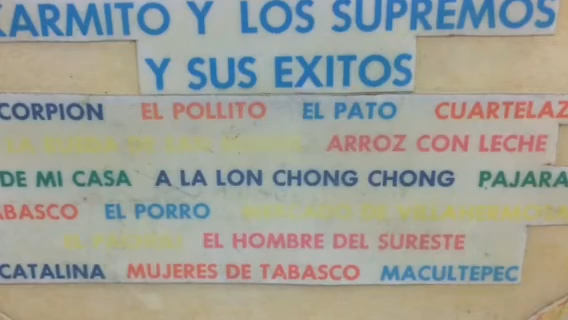 KARMITO Y LOS SUPREMOS
Y SUS EXITOS
CORPION EL POLLITO EL PATO CUARTELAZ
ARROZ CON LECHE
DE MI CASA A LA LON CHONG CHONG PAJARA
ABASCO EL PORRO
EL HOMBRE DEL SURESTE
CATALINA MUJERES DE TABASCO MACULTEPEC